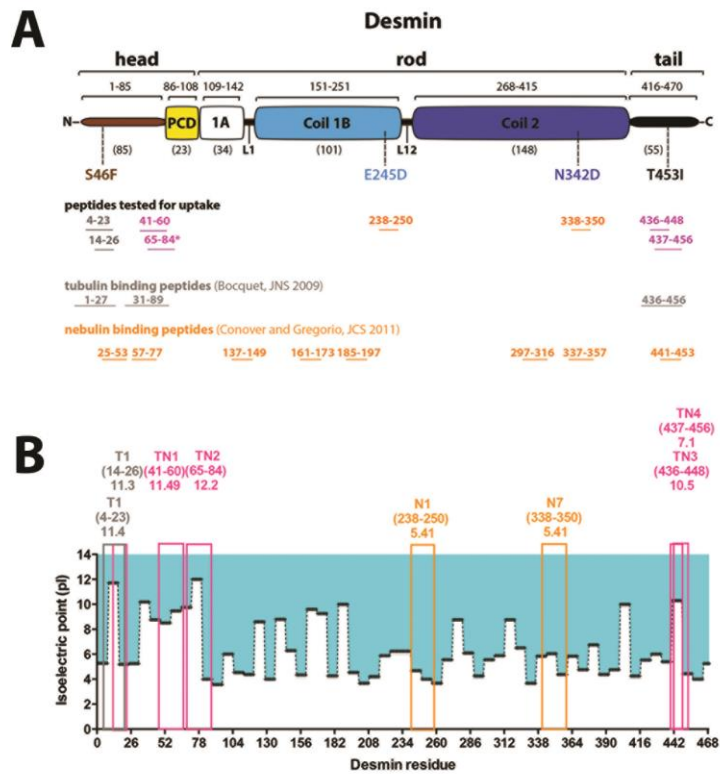 A
Desmin
head rod tail
1-85 86-108 109-142 151-251 268-415 416-470
N- PCD 1A Coil 1B Coil 2 -C
(85) (23) (34) L1 (101) L12 (148) (55)
S46F E245D N342D T453I
peptides tested for uptake
4-23 41-60 238-250 338-350 436-448
14-26 65-84* 437-456
tubulin binding peptides (Bocquet, JNS 2009)
1-27 31-89 436-456
nebulin binding peptides (Conover and Gregorio, JCS 2011)
25-53 57-77 137-149 161-173 185-197 297-316 337-357 441-453
B
TN4
(437-456)
7.1
T1 TN1 TN2 TN3
(14-26) (41-60) (65-84) (436-448)
11.3 11.49 12.2 10.5
T1 N1 N7
(4-23) (238-250) (338-350)
11.4 5.41 5.41
Isoelectric point (pI)
14
12
10
8
6
4
2
0
0 26 52 78 104 130 156 182 208 234 260 286 312 338 364 390 416 442 468
Desmin residue